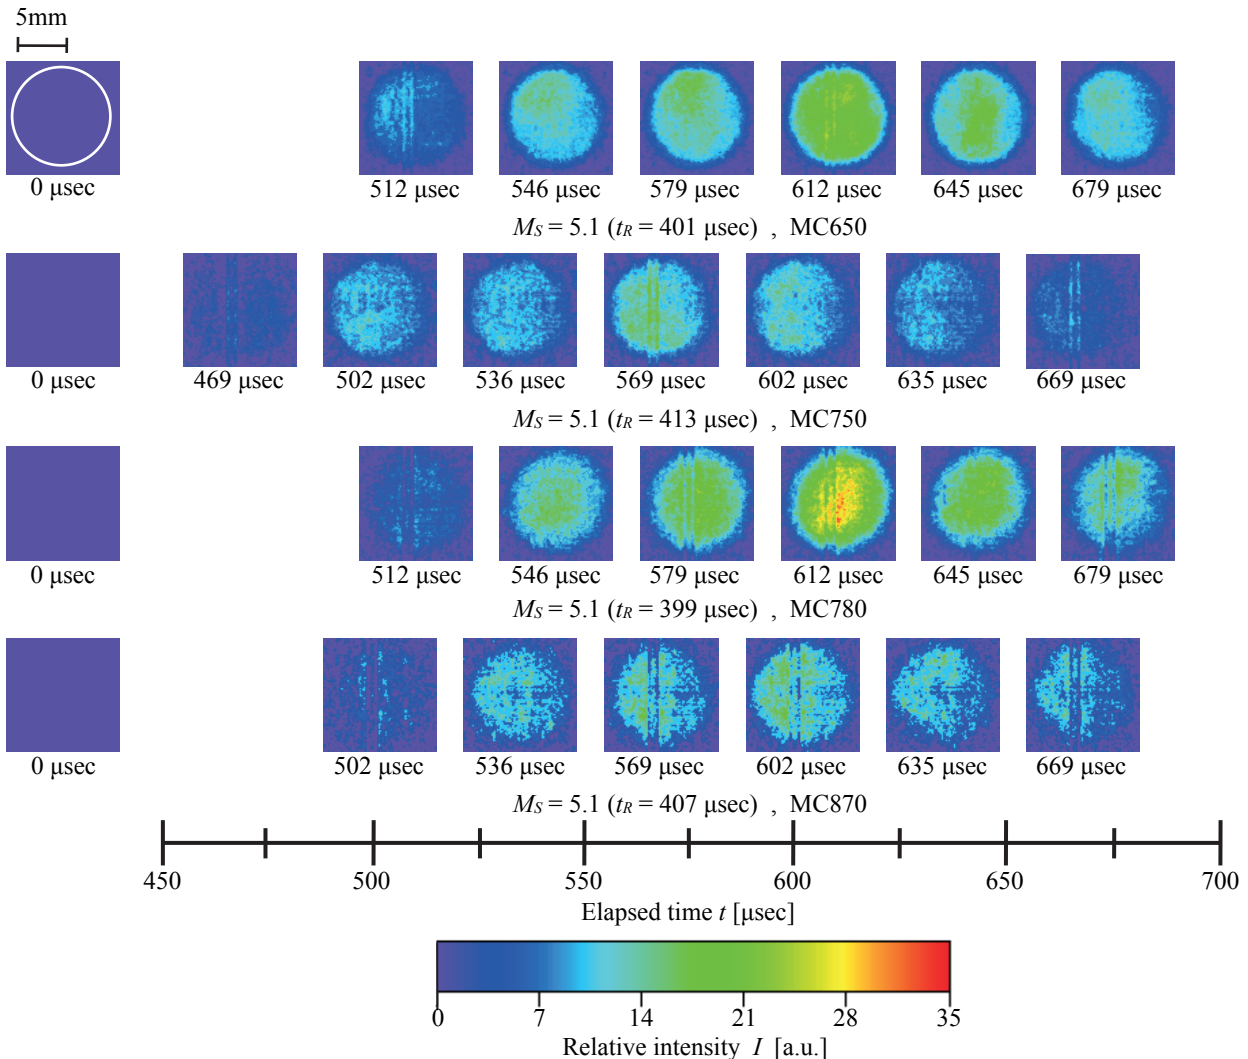 5mm
0 μsec 512 μsec 546 μsec 579 μsec 612 μsec 645 μsec 679 μsec
MS = 5.1 (tR = 401 μsec) , MC650
0 μsec 469 μsec 502 μsec 536 μsec 569 μsec 602 μsec 635 μsec 669 μsec
MS = 5.1 (tR = 413 μsec) , MC750
0 μsec 512 μsec 546 μsec 579 μsec 612 μsec 645 μsec 679 μsec
MS = 5.1 (tR = 399 μsec) , MC780
0 μsec 502 μsec 536 μsec 569 μsec 602 μsec 635 μsec 669 μsec
MS = 5.1 (tR = 407 μsec) , MC870
450 500 550 600 650 700
Elapsed time t [μsec]
0 7 14 21 28 35
Relative intensity I [a.u.]